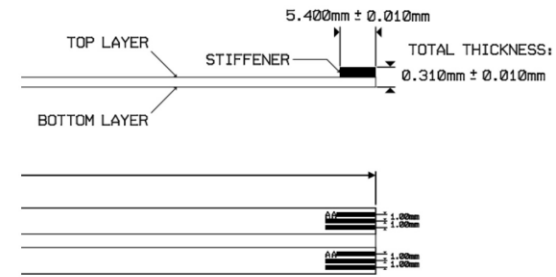 5.400mm ± 0.010mm
TOP LAYER
STIFFENER
TOTAL THICKNESS:
0.310mm ± 0.010mm
BOTTOM LAYER
1.00mm
1.00mm
1.00mm
1.00mm